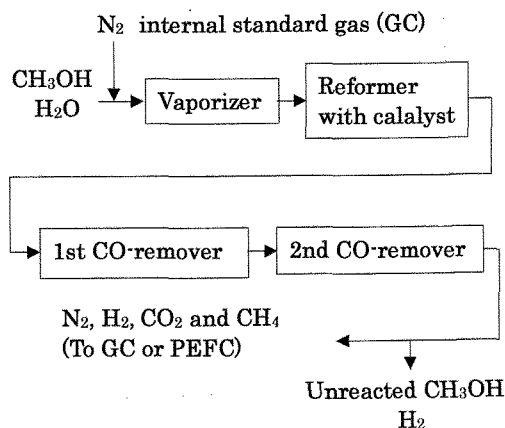 N₂ internal standard gas (GC)
CH₃OH
H₂O
Vaporizer
Reformer
with calalyst
1st CO-remover
2nd CO-remover
N₂, H₂, CO₂ and CH₄
(To GC or PEFC)
Unreacted CH₃OH
H₂